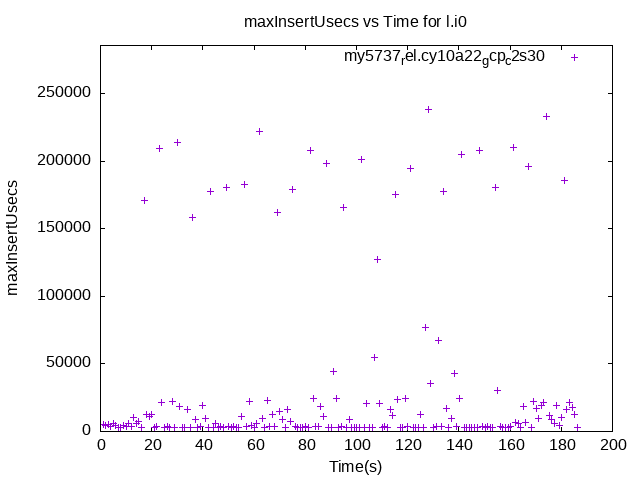 maxInsertUsecs vs Time for l.i0
my5737rel.cy10a22gcpc2s30
maxInsertUsecs
250000
200000
150000
100000
50000
0
0 20 40 60 80 100 120 140 160 180 200
Time(s)